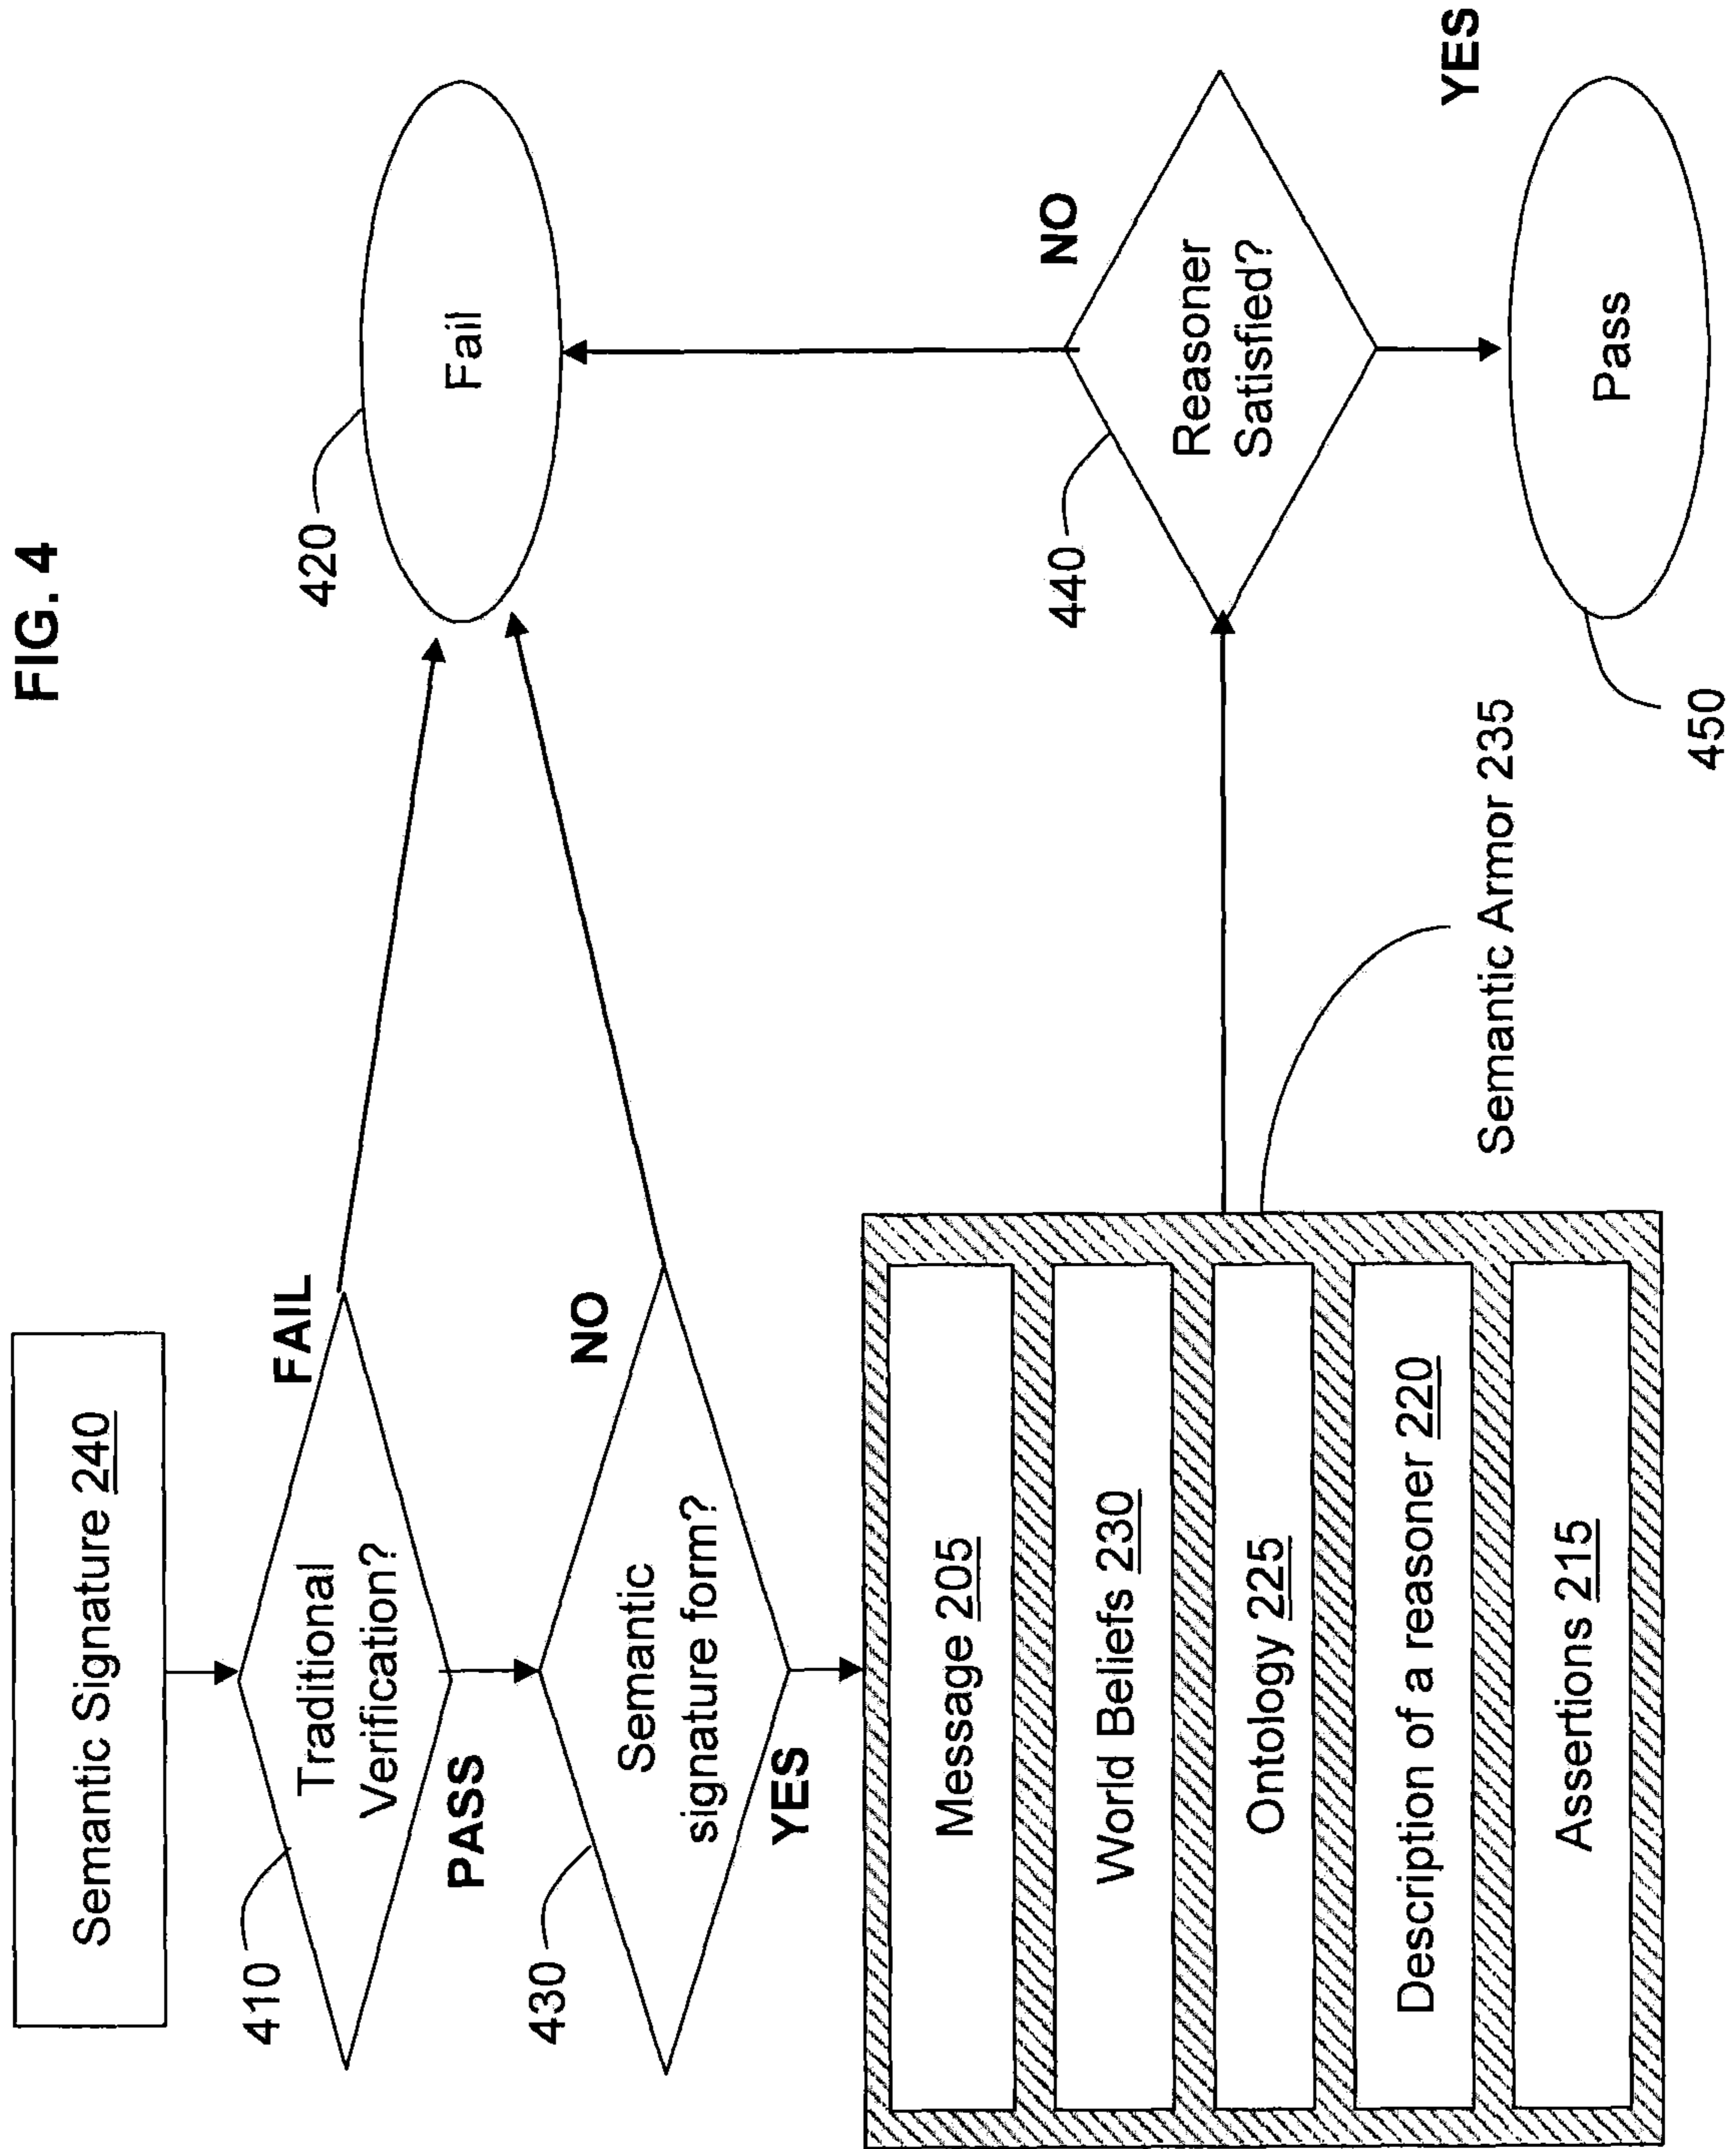 FIG. 4
Semantic Signature 240
410
Traditional
Verification?
FAIL
PASS
420
Fail
430
Semantic
signature form?
NO
YES
Message 205
World Beliefs 230
Ontology 225
Description of a reasoner 220
Assertions 215
Semantic Armor 235
440
Reasoner
Satisfied?
NO
YES
450
Pass